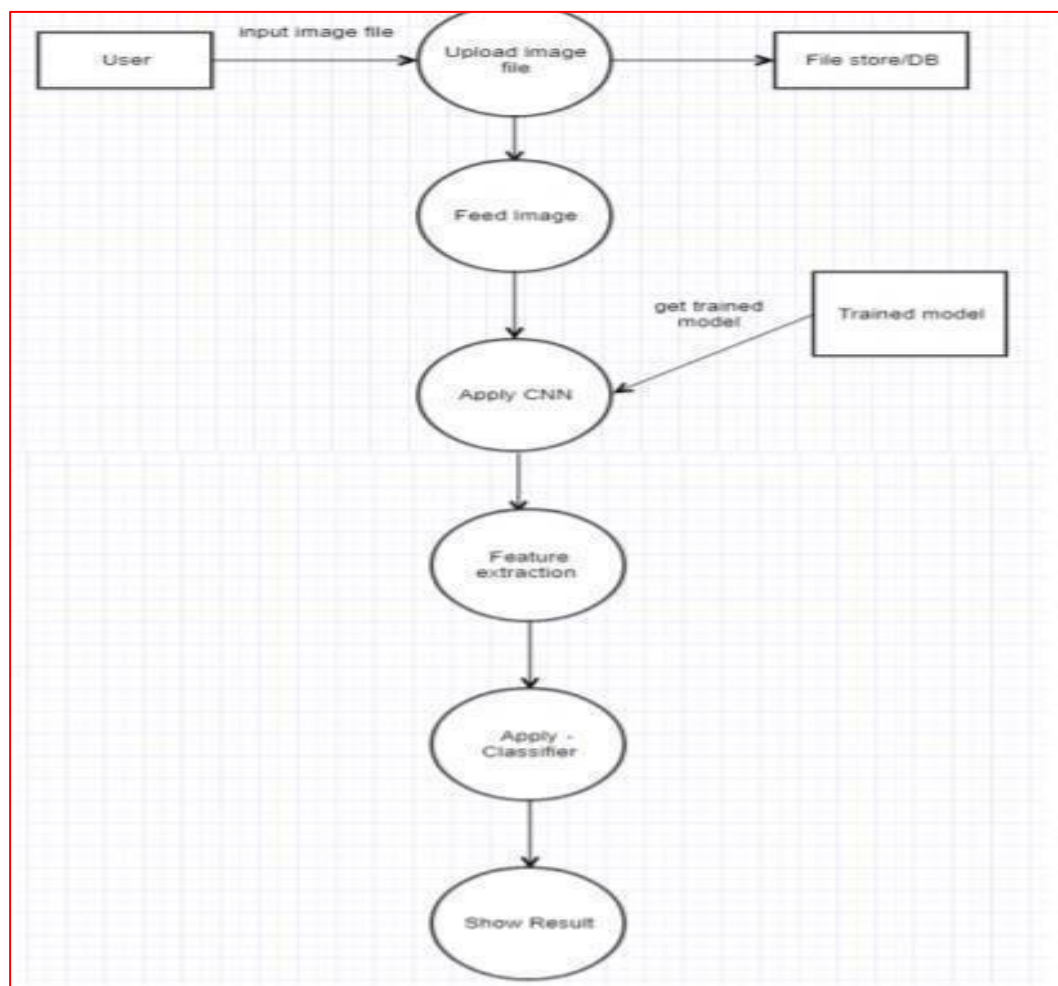 input image file
User
Upload image
file
File store/DB
Feed Image
get trained
model
Trained model
Apply CNN
Feature
extraction
Apply -
Classifier
Show Result